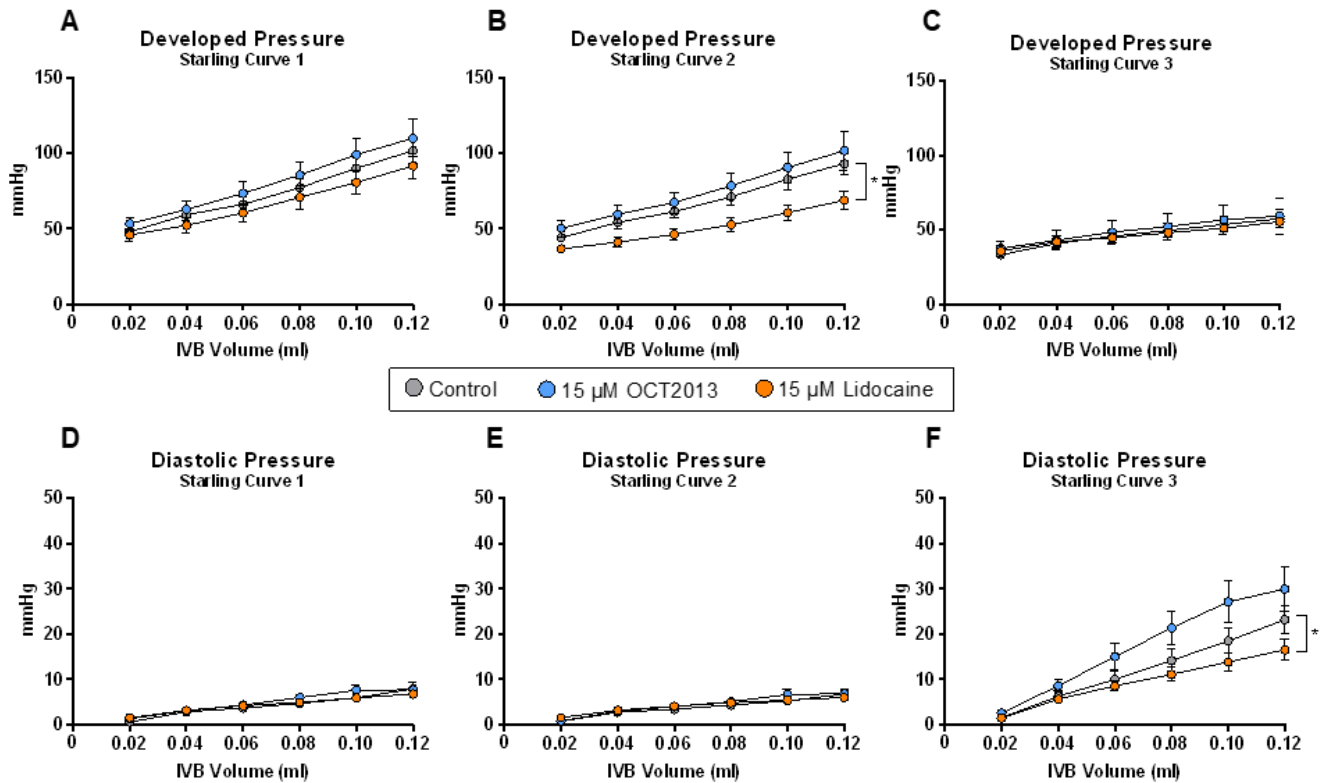 A
Developed Pressure
Starling Curve 1
150
100
50
0
mmHg
0 0.02 0.04 0.06 0.08 0.10 0.12
IVB Volume (ml)
B
Developed Pressure
Starling Curve 2
150
100
50
0
mmHg
*
0 0.02 0.04 0.06 0.08 0.10 0.12
IVB Volume (ml)
C
Developed Pressure
Starling Curve 3
150
100
50
0
mmHg
0 0.02 0.04 0.06 0.08 0.10 0.12
IVB Volume (ml)
Control 15 µM OCT2013 15 µM Lidocaine
D
Diastolic Pressure
Starling Curve 1
50
40
30
20
10
0
mmHg
0 0.02 0.04 0.06 0.08 0.10 0.12
IVB Volume (ml)
E
Diastolic Pressure
Starling Curve 2
50
40
30
20
10
0
mmHg
0 0.02 0.04 0.06 0.08 0.10 0.12
IVB Volume (ml)
F
Diastolic Pressure
Starling Curve 3
50
40
30
20
10
0
mmHg
*
0 0.02 0.04 0.06 0.08 0.10 0.12
IVB Volume (ml)